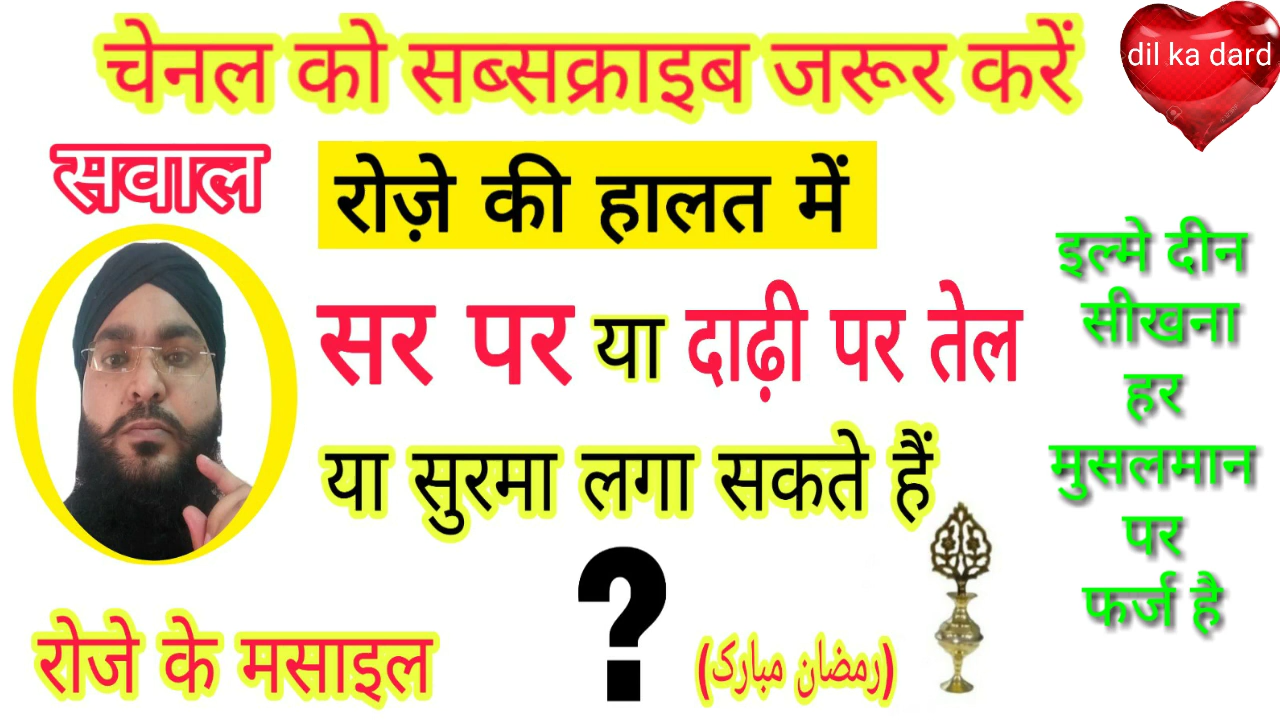 चेनल को सब्सक्राइब जरूर करें
dil ka dard
सवाल
रोज़े की हालत में
सर पर या दाढ़ी पर तेल
या सुरमा लगा सकते हैं
?
इल्मे दीन
सीखना
हर
मुसलमान
पर
फर्ज है
रोजे के मसाइल
(رمضان مبارک)